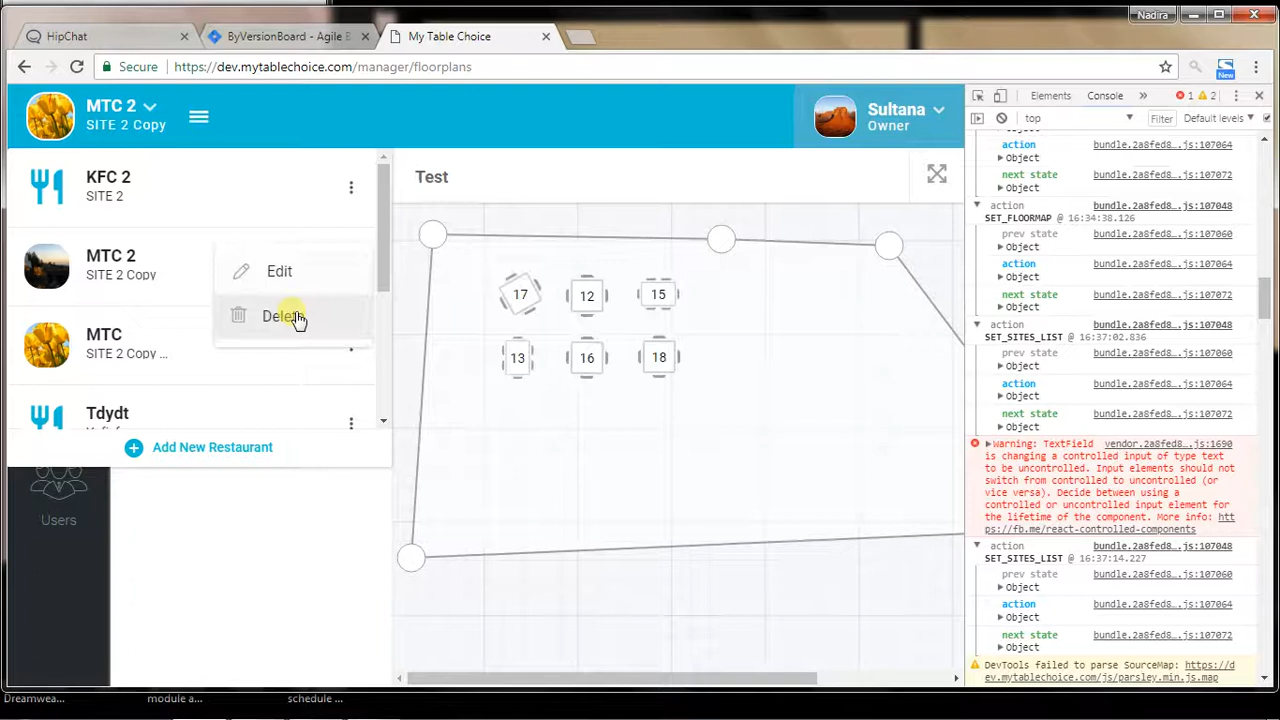 Nadira
HipChat
ByVersionBoard - Agile B
My Table Choice
Secure
https://dev.mytablechoice.com/manager/floorplans
New
MTC 2
SITE 2 Copy
Sultana
Owner
Elements
Console
1
2
top
Filter
Default levels
KFC 2
SITE 2
MTC 2
SITE 2 Copy
Edit
Delete
MTC
SITE 2 Copy ...
Tdydt
Add New Restaurant
Users
Test
17
12
15
13
16
18
action
bundle.2a8fed8….js:107064
Object
next state
bundle.2a8fed8….js:107072
Object
action
bundle.2a8fed8….js:107048
SET_FLOORMAP @ 16:34:38.126
prev state
bundle.2a8fed8….js:107060
Object
action
bundle.2a8fed8….js:107064
Object
next state
bundle.2a8fed8….js:107072
Object
action
bundle.2a8fed8….js:107048
SET_SITES_LIST @ 16:37:02.836
prev state
bundle.2a8fed8….js:107060
Object
action
bundle.2a8fed8….js:107064
Object
next state
bundle.2a8fed8….js:107072
Object
Warning: TextField
vendor.2a8fed8….js:1690
is changing a controlled input of type text
to be uncontrolled. Input elements should not
switch from controlled to uncontrolled (or
vice versa). Decide between using a
controlled or uncontrolled input element for
the lifetime of the component. More info: htt
ps://fb.me/react-controlled-components
action
bundle.2a8fed8….js:107048
SET_SITES_LIST @ 16:37:14.227
prev state
bundle.2a8fed8….js:107060
Object
action
bundle.2a8fed8….js:107064
Object
next state
bundle.2a8fed8….js:107072
Object
DevTools failed to parse SourceMap: https://d
ev.mytablechoice.com/js/parsley.min.js.map
Dreamwea...
module a...
schedule ...